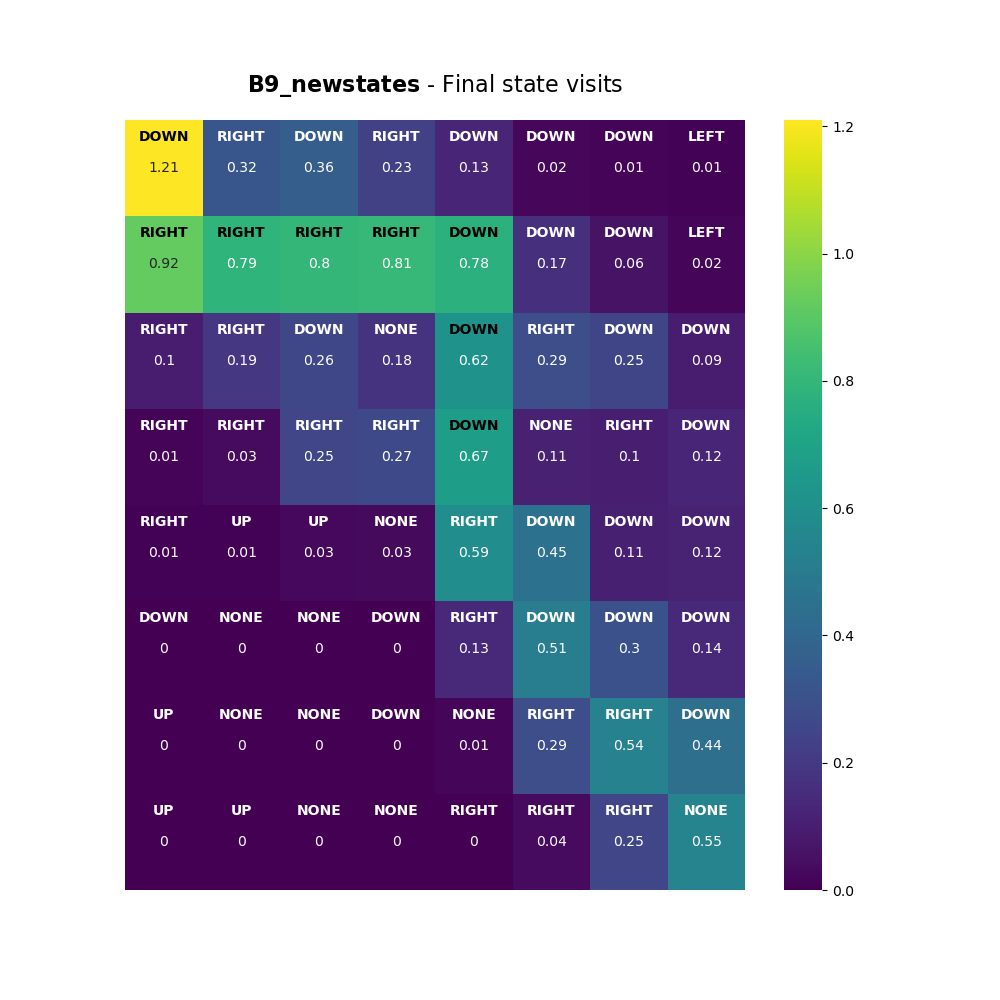 B9_newstates - Final state visits
DOWN RIGHT DOWN RIGHT DOWN DOWN DOWN LEFT
1.21 0.32 0.36 0.23 0.13 0.02 0.01 0.01
RIGHT RIGHT RIGHT RIGHT DOWN DOWN DOWN LEFT
0.92 0.79 0.8 0.81 0.78 0.17 0.06 0.02
RIGHT RIGHT DOWN NONE DOWN RIGHT DOWN DOWN
0.1 0.19 0.26 0.18 0.62 0.29 0.25 0.09
RIGHT RIGHT RIGHT RIGHT DOWN NONE RIGHT DOWN
0.01 0.03 0.25 0.27 0.67 0.11 0.1 0.12
RIGHT UP UP NONE RIGHT DOWN DOWN DOWN
0.01 0.01 0.03 0.03 0.59 0.45 0.11 0.12
DOWN NONE NONE DOWN RIGHT DOWN DOWN DOWN
0 0 0 0 0.13 0.51 0.3 0.14
UP NONE NONE DOWN NONE RIGHT RIGHT DOWN
0 0 0 0 0.01 0.29 0.54 0.44
UP UP NONE NONE RIGHT RIGHT RIGHT NONE
0 0 0 0 0 0.04 0.25 0.55
1.2
1.0
0.8
0.6
0.4
0.2
0.0